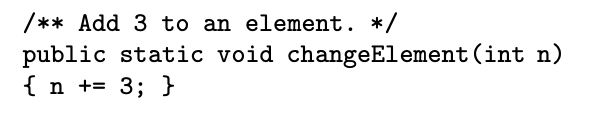 /** Add 3 to an element. */
public static void changeElement(int n)
{ n += 3; }